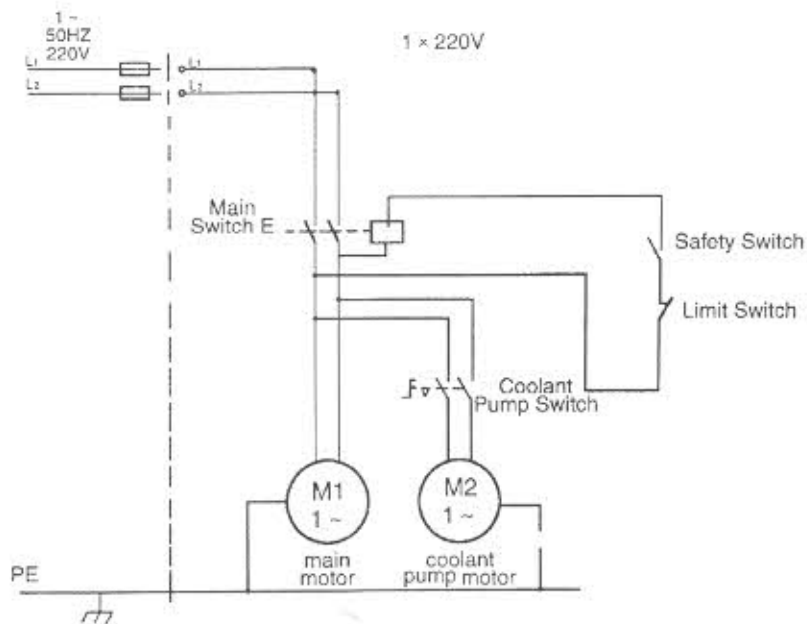 1 ~
50HZ
220V
1 × 220V
L₁
L₁
L₂
L₂
Main
Switch E
Safety Switch
Limit Switch
Coolant
Pump Switch
M1
1 ~
M2
1 ~
main
motor
coolant
pump motor
PE